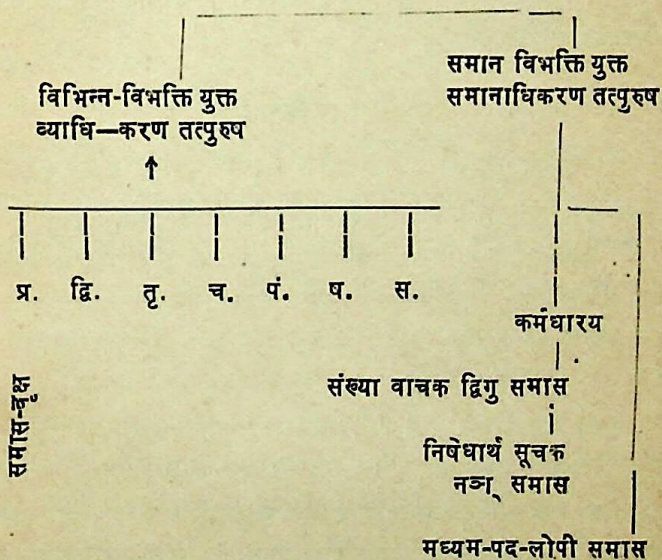 विभिन्न-विभक्ति युक्त
व्याधि—करण तत्पुरुष
समान विभक्ति युक्त
समानाधिकरण तत्पुरुष
प्र. द्वि. तृ. च. पं. ष. स.
कर्मधारय
संख्या वाचक द्विगु समास
निषेधार्थ सूचक
नञ् समास
मध्यम-पद-लोपी समास
समास-वृक्ष